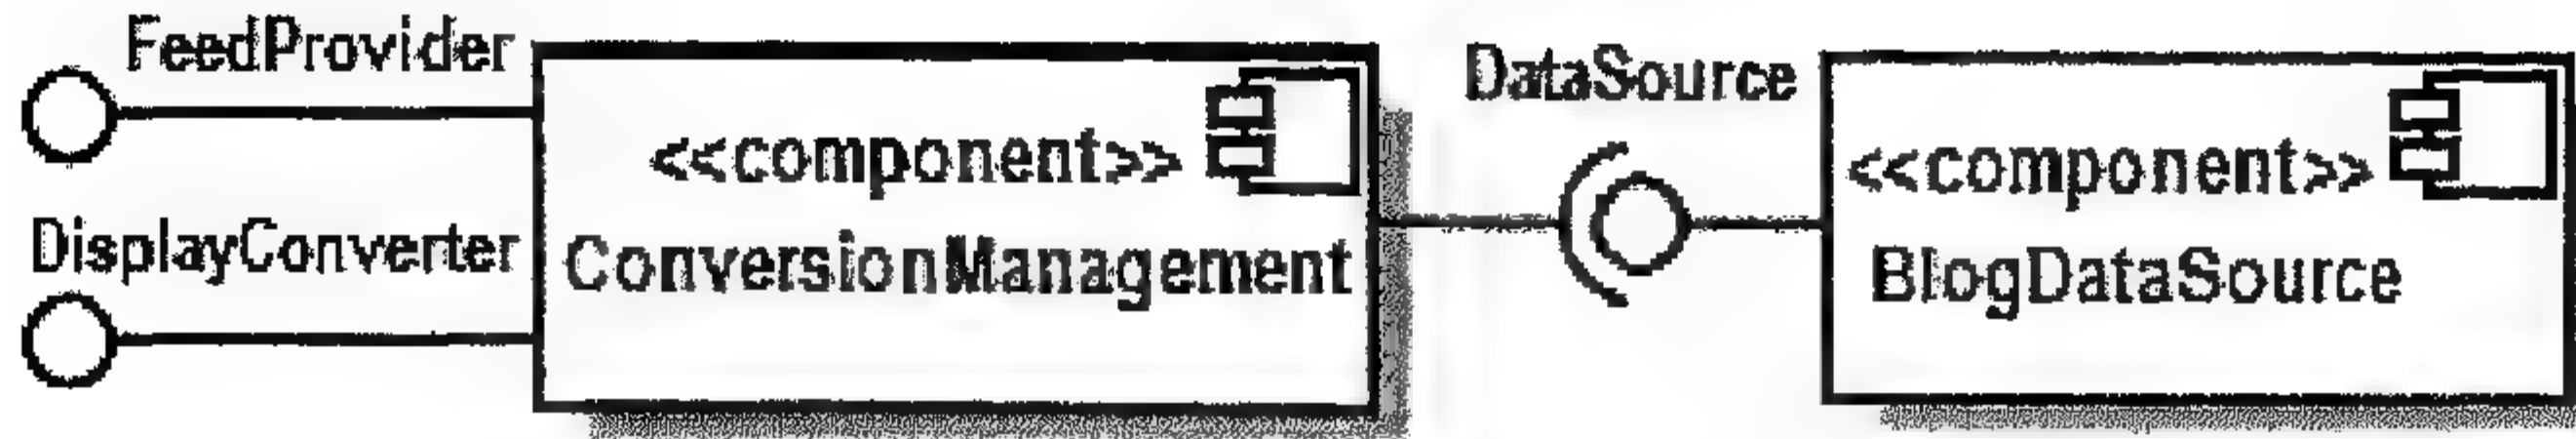 FeedProvider
DisplayConverter
<<component>>
ConversionManagement
DataSource
<<component>>
BlogDataSource